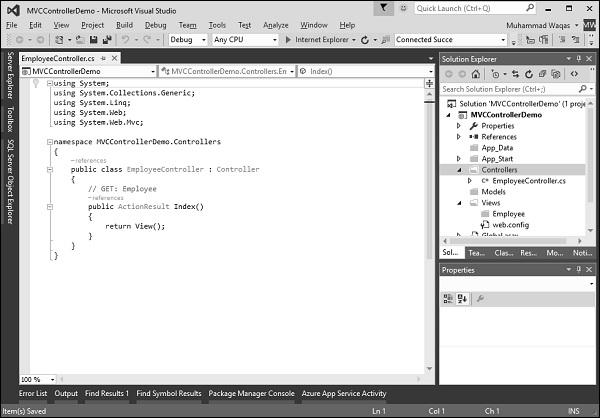 MVCControllerDemo - Microsoft Visual Studio
Quick Launch (Ctrl+Q)
File Edit View Project Build Debug Team Tools Architecture Test Analyze Window Help
Muhammad Waqas MW
Debug Any CPU Internet Explorer Connected Succe
Server Explorer
Toolbox
SQL Server Object Explorer
EmployeeController.cs
MVCControllerDemo
MVCControllerDemo.Controllers.Em
Index()
using System;
using System.Collections.Generic;
using System.Linq;
using System.Web;
using System.Web.Mvc;
namespace MVCControllerDemo.Controllers
{
-references
public class EmployeeController : Controller
{
// GET: Employee
-references
public ActionResult Index()
{
return View();
}
}
}
100 %
Solution Explorer
Search Solution Explorer (Ctrl+;)
Solution 'MVCControllerDemo' (1 projec
MVCControllerDemo
Properties
References
App_Data
App_Start
Controllers
C# EmployeeController.cs
Models
Views
Employee
web.config
Global.asax
Sol... Tea... Clas... Res... Mo... Noti...
Properties
Error List Output Find Results 1 Find Symbol Results Package Manager Console Azure App Service Activity
Item(s) Saved Ln 1 Col 1 Ch 1 INS